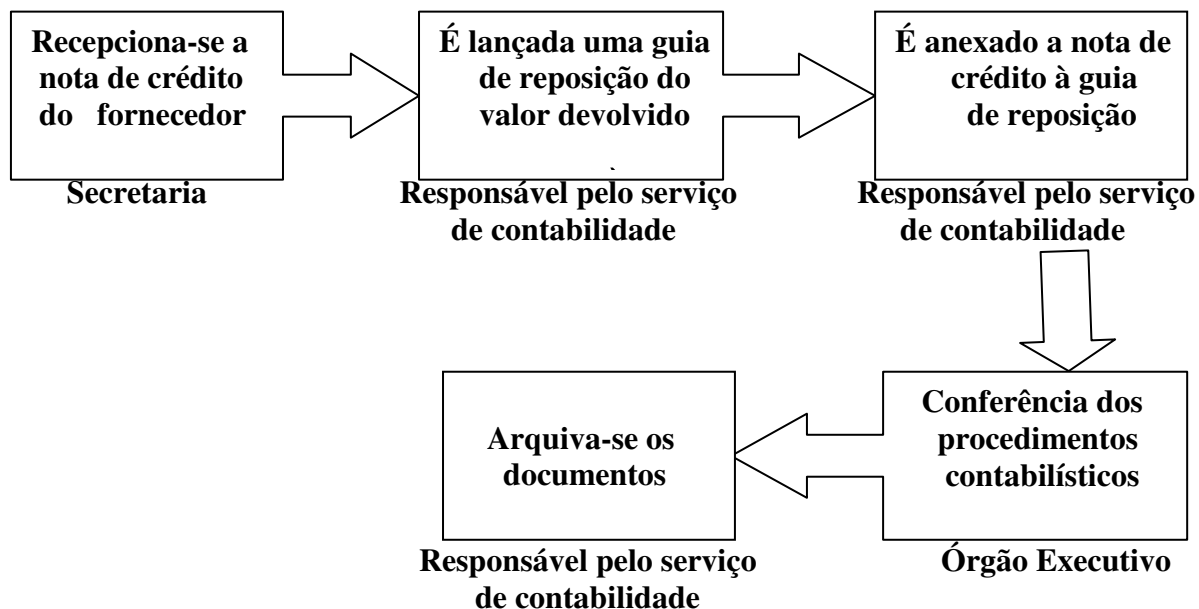 Recepciona-se a
nota de crédito
do fornecedor
Secretaria
É lançada uma guia
de reposição do
valor devolvido
Responsável pelo serviço
de contabilidade
É anexado a nota de
crédito à guia
de reposição
Responsável pelo serviço
de contabilidade
Conferência dos
procedimentos
contabilísticos
Órgão Executivo
Arquiva-se os
documentos
Responsável pelo serviço
de contabilidade